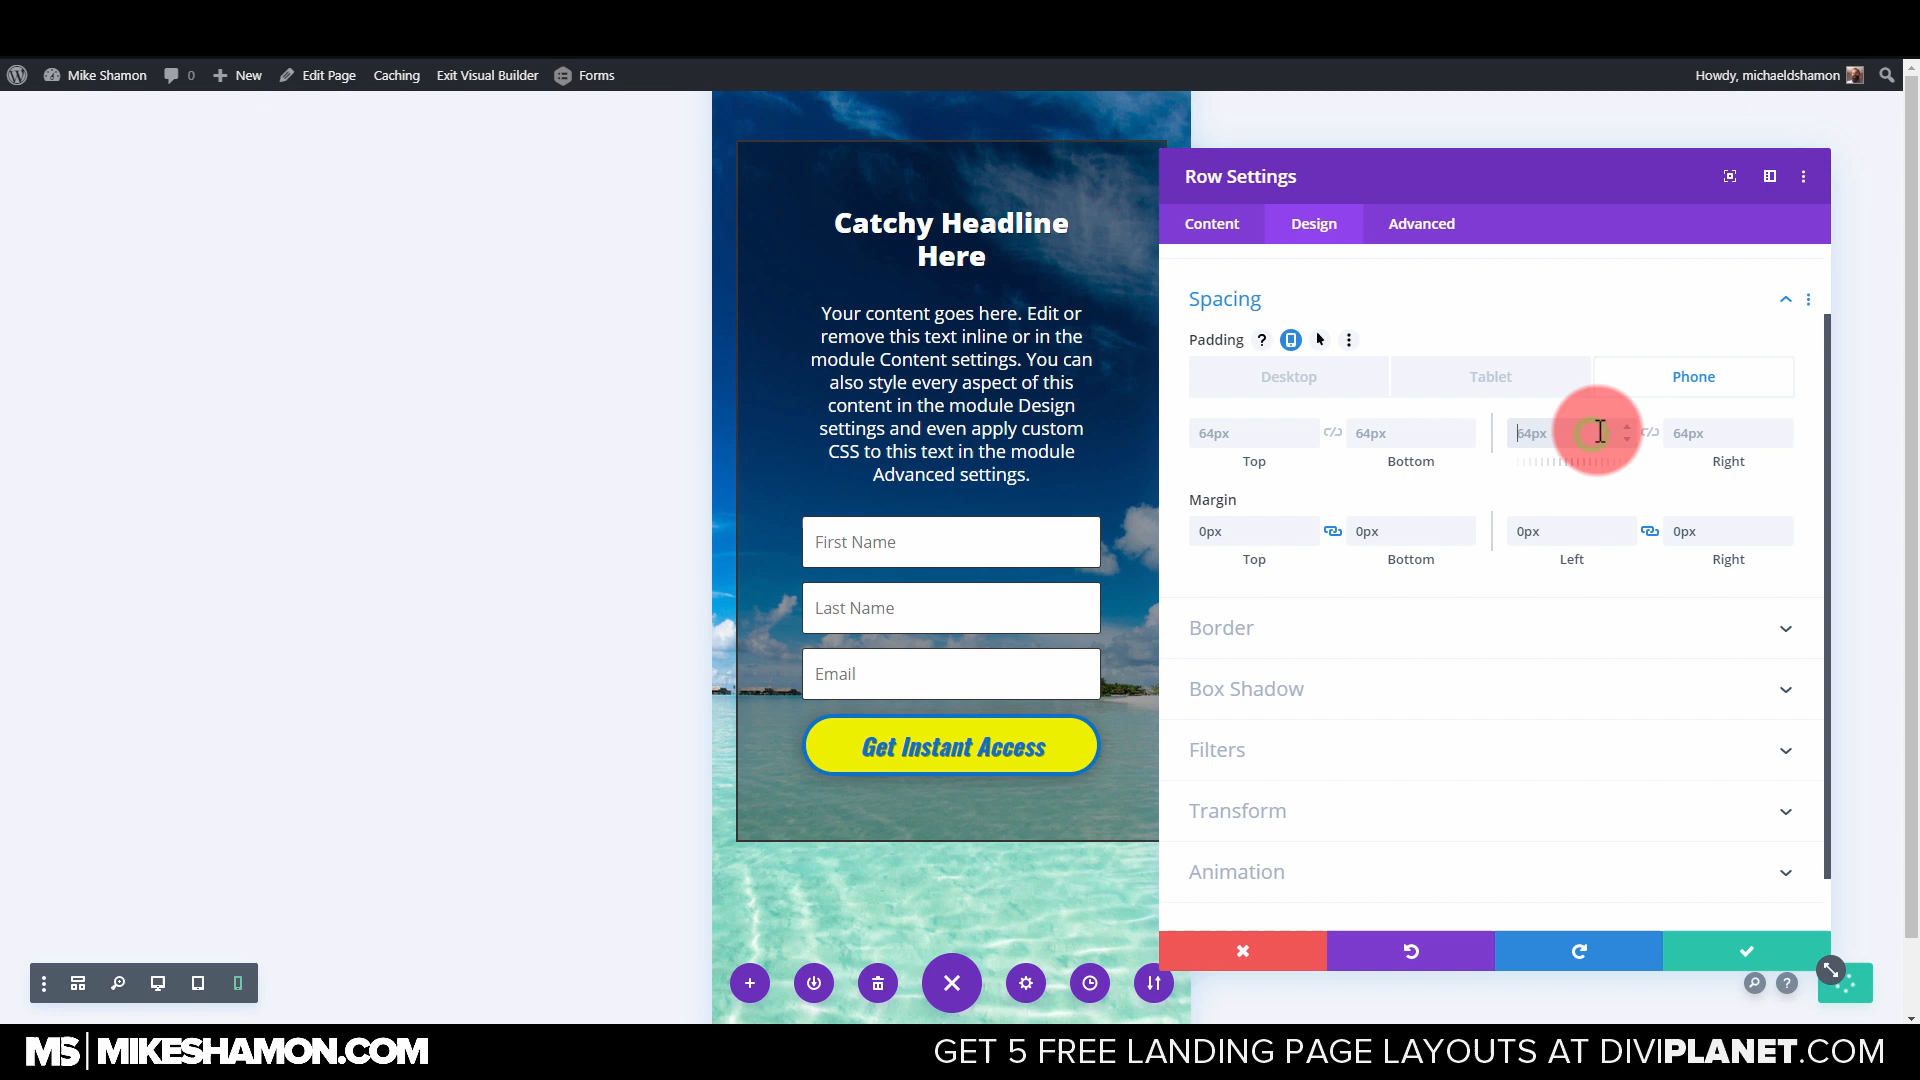 Mike Shamon 0 New Edit Page Caching Exit Visual Builder Forms Howdy, michaeldshamon
Catchy Headline
Here
Your content goes here. Edit or
remove this text inline or in the
module Content settings. You can
also style every aspect of this
content in the module Design
settings and even apply custom
CSS to this text in the module
Advanced settings.
First Name
Last Name
Email
Get Instant Access
Row Settings
Content Design Advanced
Spacing
Padding ?
Desktop Tablet Phone
64px 64px 64px 64px
Top Bottom Right
Margin
0px 0px 0px 0px
Top Bottom Left Right
Border
Box Shadow
Filters
Transform
Animation
?
MS MIKESHAMON.COM
GET 5 FREE LANDING PAGE LAYOUTS AT DIVIPLANET.COM